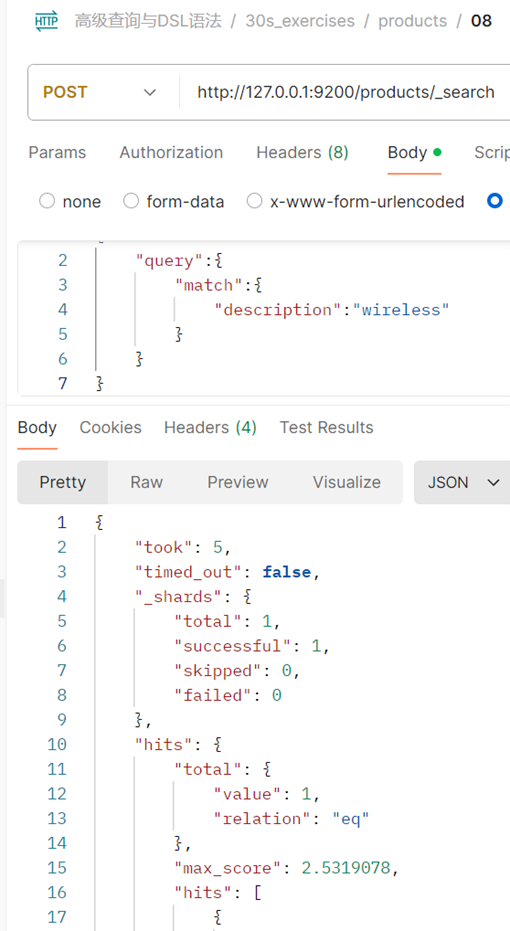 HTTP 高级查询与DSL语法 / 30s_exercises / products / 08
POST http://127.0.0.1:9200/products/_search
Params Authorization Headers (8) Body Scrip
none form-data x-www-form-urlencoded
2 "query":{
3 "match":{
4 "description":"wireless"
5 }
6 }
7 }
Body Cookies Headers (4) Test Results
Pretty Raw Preview Visualize JSON
1 {
2 "took": 5,
3 "timed_out": false,
4 "_shards": {
5 "total": 1,
6 "successful": 1,
7 "skipped": 0,
8 "failed": 0
9 },
10 "hits": {
11 "total": {
12 "value": 1,
13 "relation": "eq"
14 },
15 "max_score": 2.5319078,
16 "hits": [
17 {